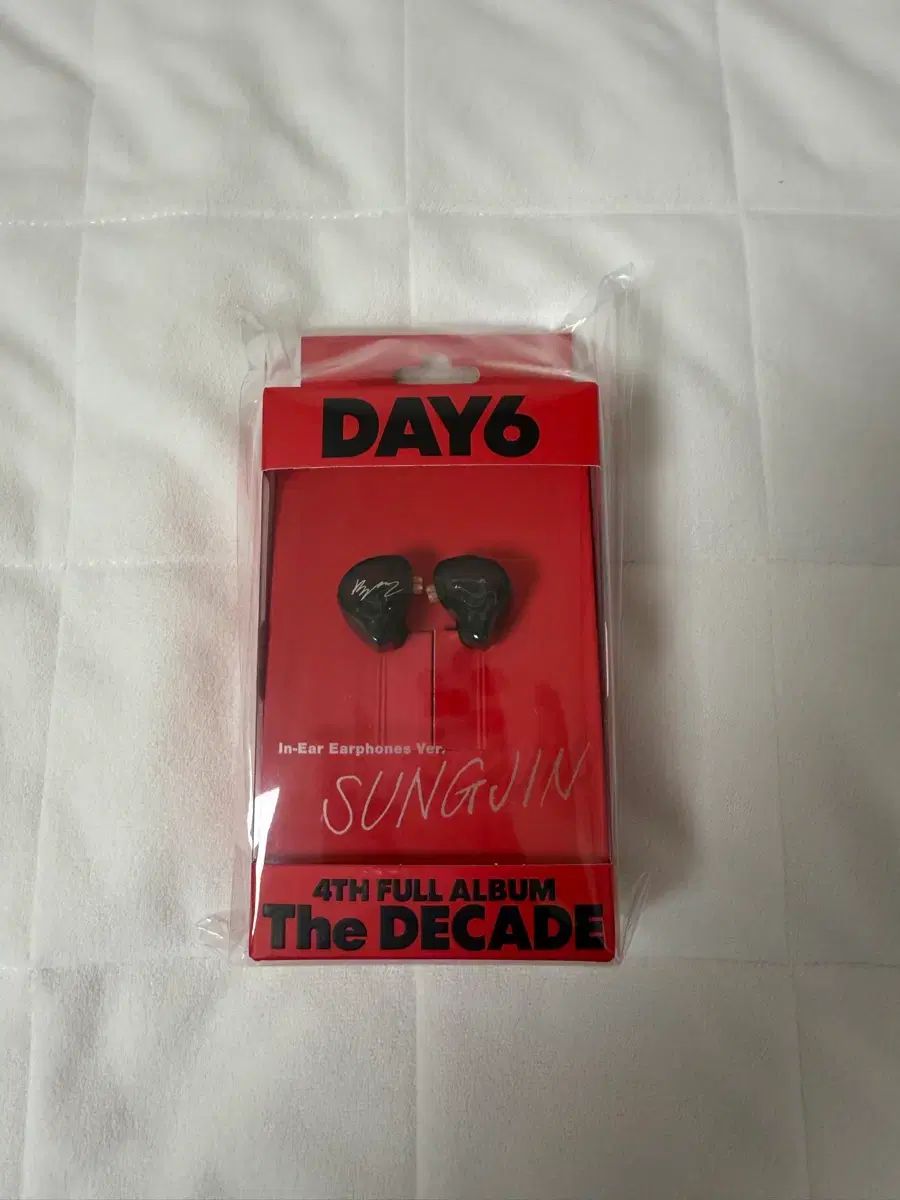 DAY6
In-Ear Earphones Ver.
SUNGJIN
4TH FULL ALBUM
The DECADE